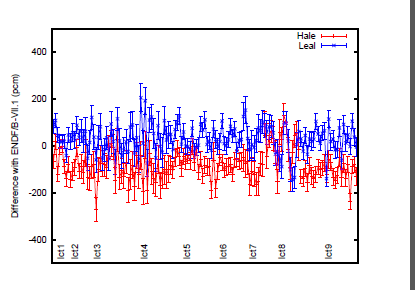 Hale
Leal
400
200
0
-200
-400
Difference with ENDF/B-VII.1 (pcm)
lct1 lct2 lct3 lct4 lct5 lct6 lct7 lct8 lct9